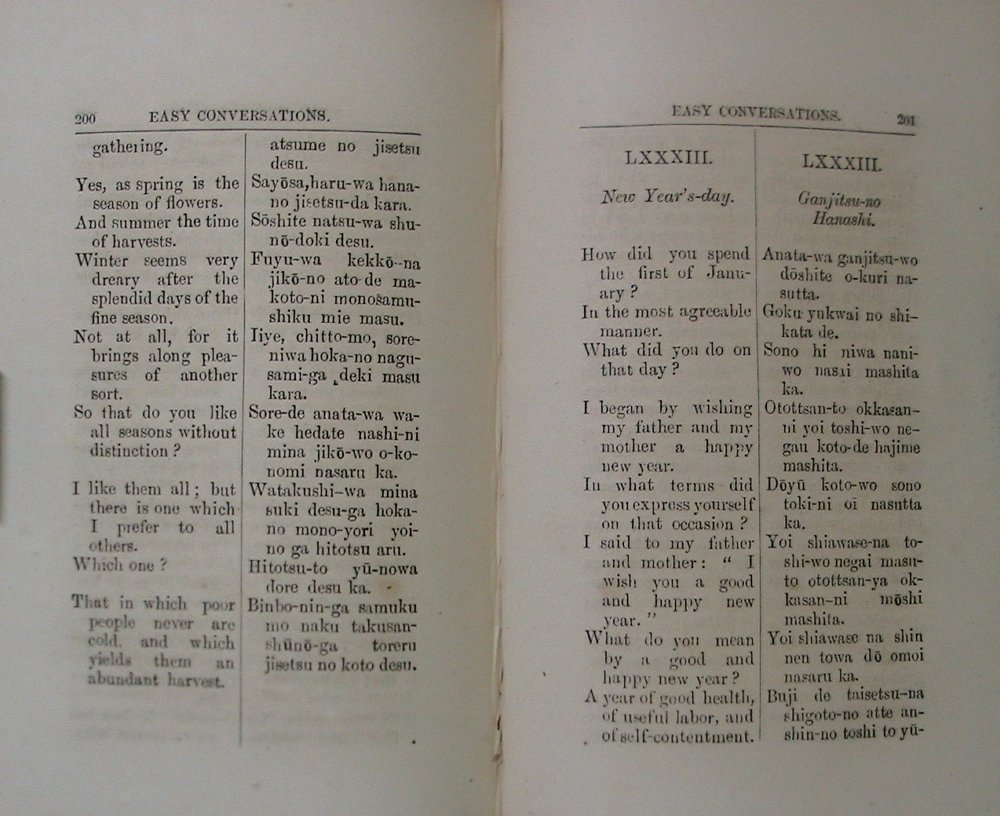 200 EASY CONVERSATIONS.
gathering.
Yes, as spring is the
season of flowers.
And summer the time
of harvests.
Winter seems very
dreary after the
splendid days of the
fine season.
Not at all, for it
brings along plea-
sures of another
sort.
So that do you like
all seasons without
distinction ?
I like them all ; but
there is one which
I prefer to all
others.
Which one ?
That in which poor
people never are
cold, and which
yields them an
abundant harvest.
atsume no jisetsu
desu.
Sayōsa,haru-wa hana-
no jisetsu-da kara.
Sōshite natsu-wa shu-
nō-doki desu.
Fuyu-wa kekkō--na
jikō-no ato-de ma-
koto-ni monosamu-
shiku mie masu.
Iiye, chitto-mo, sore-
niwa hoka-no nagu-
sami-ga deki masu
kara.
Sore-de anata-wa wa-
ke hedate nashi-ni
mina jikō-wo o-ko-
nomi nasaru ka.
Watakushi-wa mina
suki desu-ga hoka-
no mono-yori yoi-
no ga hitotsu aru.
Hitotsu-to yū-nowa
dore desu ka.
Binbo-nin-ga samuku
mo naku takusan-
shūnō-ga toreru
jisetsu no koto desu.
EASY CONVERSATIONS. 201
LXXXIII.
New Year's-day.
How did you spend
the first of Janu-
ary ?
In the most agreeable
manner.
What did you do on
that day ?
I began by wishing
my father and my
mother a happy
new year.
In what terms did
you express yourself
on that occasion ?
I said to my father
and mother: " I
wish you a good
and happy new
year. "
What do you mean
by a good and
happy new year ?
A year of good health,
of useful labor, and
of self-contentment.
LXXXIII.
Ganjitsu-no
Hanashi.
Anata-wa ganjitsu-wo
dōshite o-kuri na-
sutta.
Goku yukwai no shi-
kata de.
Sono hi niwa nani-
wo nasai mashita
ka.
Otottsan-to okkasan-
ni yoi toshi-wo ne-
gau koto-de hajime
mashita.
Dōyū koto-wo sono
toki-ni oi nasutta
ka.
Yoi shiawase-na to-
shi-wo negai masu-
to otottsan-ya ok-
kasan-ni mōshi
mashita.
Yoi shiawase na shin
nen towa dō omoi
nasaru ka.
Buji de taisetsu-na
shigoto-no atte an-
shin-no toshi to yū-